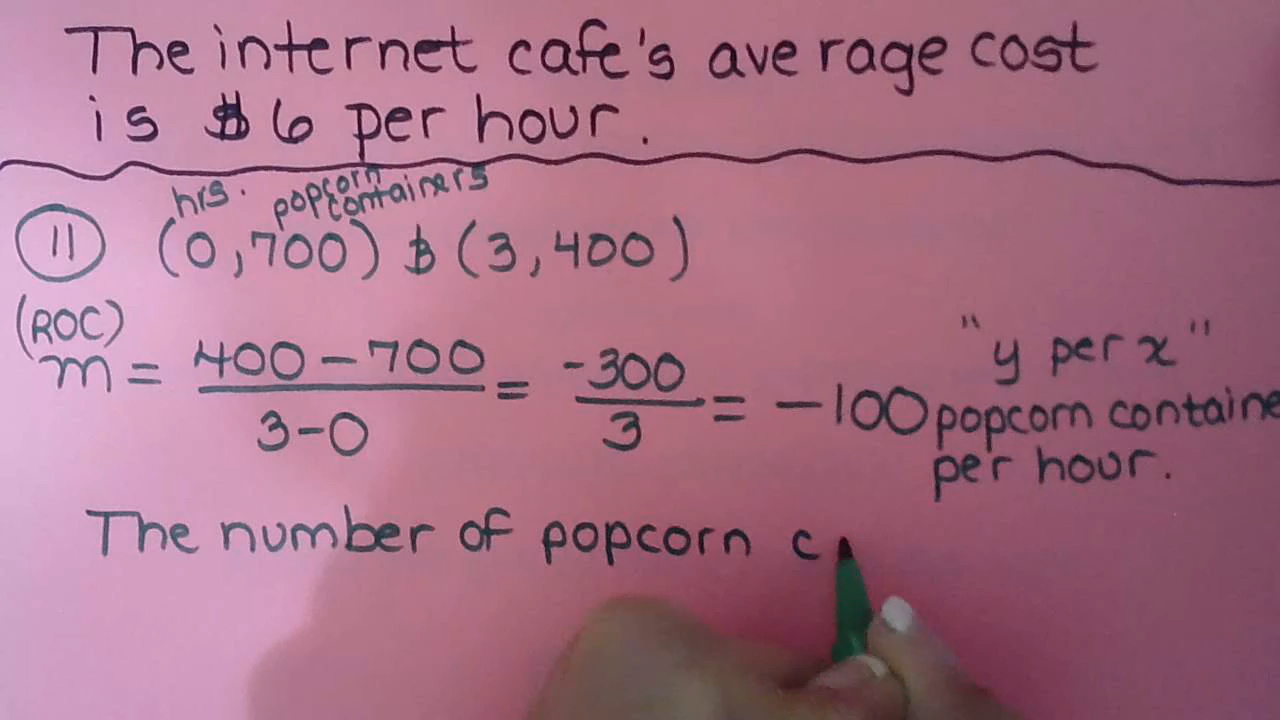 The internet cafe's average cost
is $6 per hour.
hrs. popcorn containers
11 (0,700) & (3,400)
(ROC)
m = 400-700 / 3-0 = -300 / 3 = -100 popcorn containe
"y per x"
per hour.
The number of popcorn c